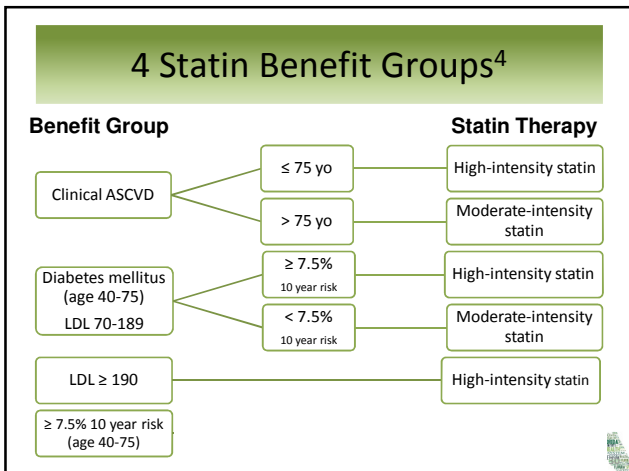 4 Statin Benefit Groups⁴
Benefit Group
Statin Therapy
Clinical ASCVD
≤ 75 yo
High-intensity statin
> 75 yo
Moderate-intensity
statin
Diabetes mellitus
(age 40-75)
LDL 70-189
≥ 7.5%
10 year risk
High-intensity statin
< 7.5%
10 year risk
Moderate-intensity
statin
LDL ≥ 190
High-intensity statin
≥ 7.5% 10 year risk
(age 40-75)